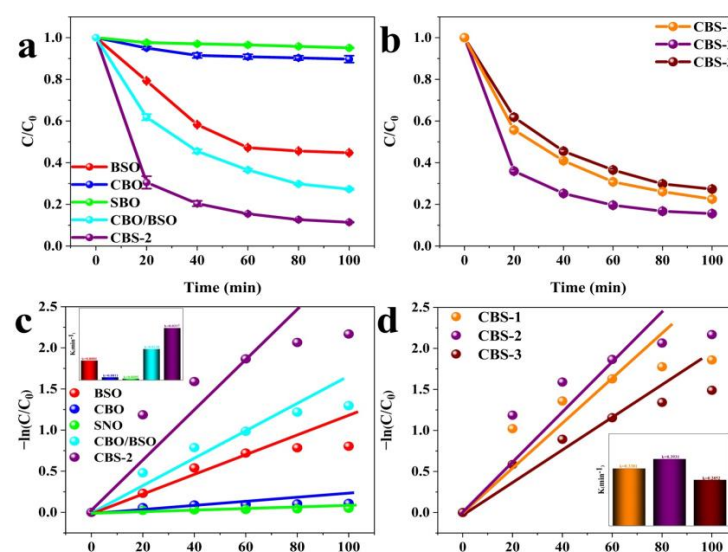 a
C/C0
1.0
0.8
0.6
0.4
0.2
0.0
BSO
CBO
SBO
CBO/BSO
CBS-2
0 20 40 60 80 100
Time (min)
b
C/C0
1.0
0.8
0.6
0.4
0.2
0.0
CBS-
CBS-
CBS-
0 20 40 60 80 100
Time (min)
c
−ln(C/C0)
2.5
2.0
1.5
1.0
0.5
0.0
K,min⁻¹
BSO
CBO
SNO
CBO/BSO
CBS-2
0 20 40 60 80 100
d
−ln(C/C0)
2.5
2.0
1.5
1.0
0.5
0.0
CBS-1
CBS-2
CBS-3
K,min⁻¹
0 20 40 60 80 100